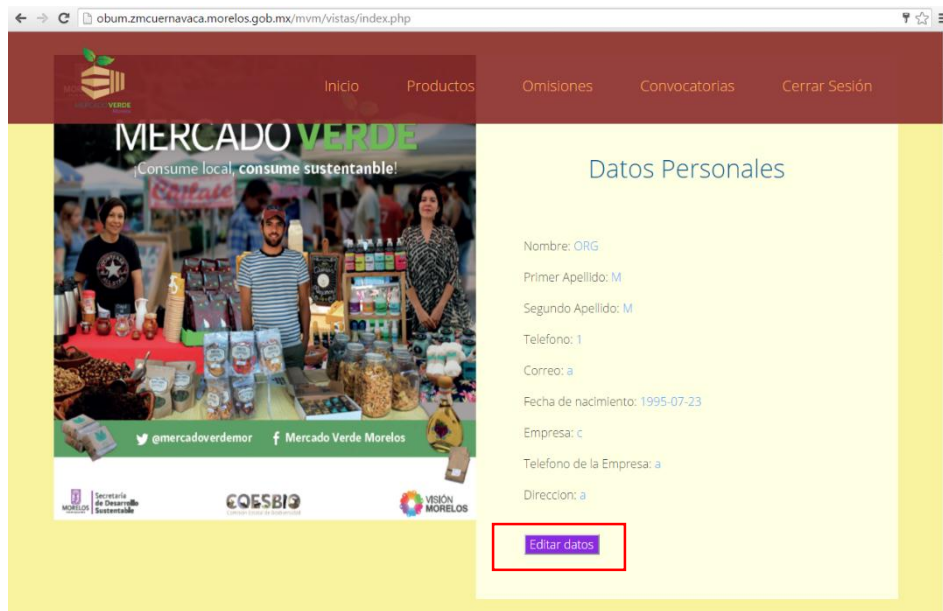 obum.zmcuernavaca.morelos.gob.mx/mvm/vistas/index.php
VERDE
Inicio
Productos
Omisiones
Convocatorias
Cerrar Sesión
MERCADO VERDE
¡Consume local, consume sustentanble!
@mercadoverdemor
Mercado Verde Morelos
MORELOS
Secretaría
de Desarrollo
Sustentable
COESBIO
VISIÓN
MORELOS
Datos Personales
Nombre: ORG
Primer Apellido: M
Segundo Apellido: M
Telefono: 1
Correo: a
Fecha de nacimiento: 1995-07-23
Empresa: c
Telefono de la Empresa: a
Direccion: a
Editar datos